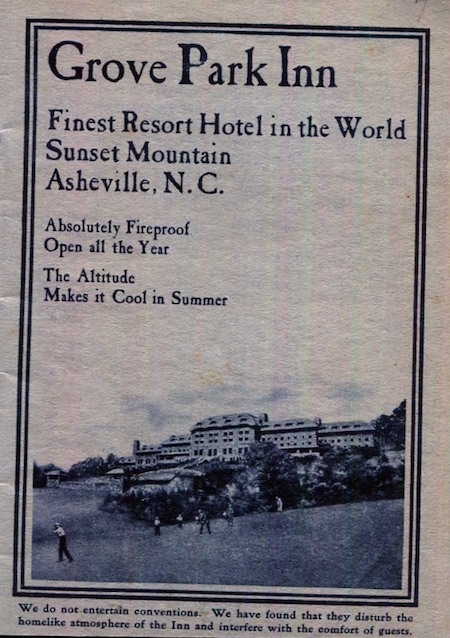 Grove Park Inn
Finest Resort Hotel in the World
Sunset Mountain
Asheville, N. C.
Absolutely Fireproof
Open all the Year
The Altitude
Makes it Cool in Summer
We do not entertain conventions. We have found that they disturb the
homelike atmosphere of the Inn and interfere with the comfort of guests.